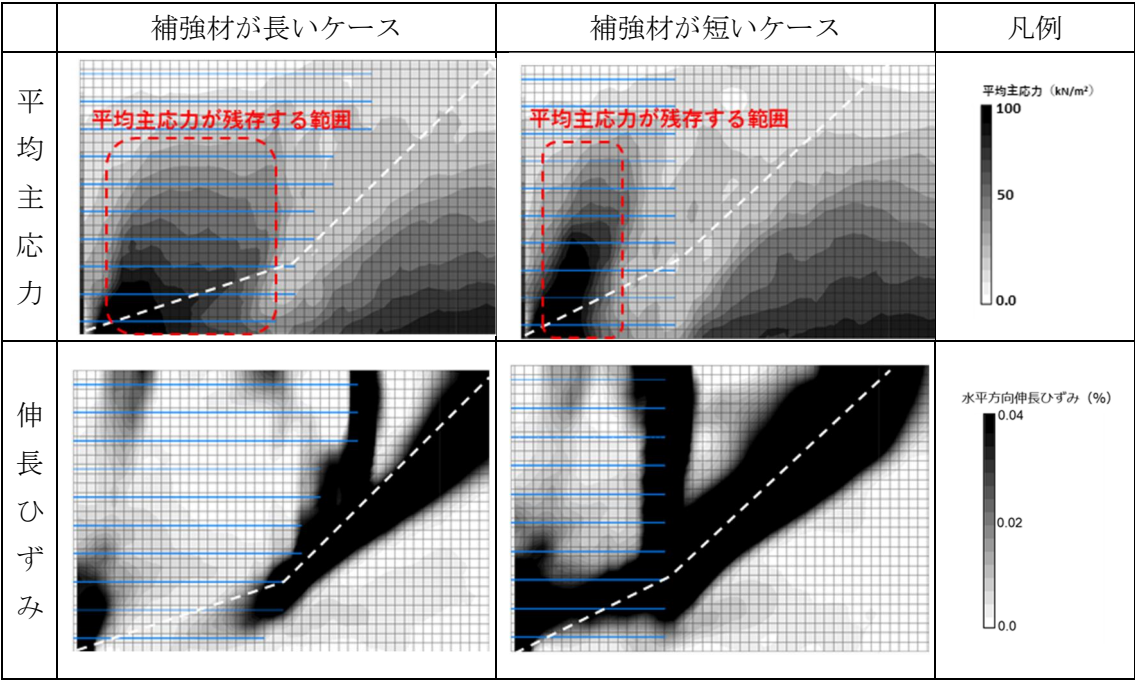 補強材が長いケース
補強材が短いケース
凡例
平均主応力
平均主応力が残存する範囲
平均主応力が残存する範囲
平均主応力（kN/m²）
100
50
0.0
伸長ひずみ
水平方向伸長ひずみ（%）
0.04
0.02
0.0